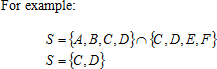 For example:
S = {A, B, C, D} ∩ {C, D, E, F}
S = {C, D}